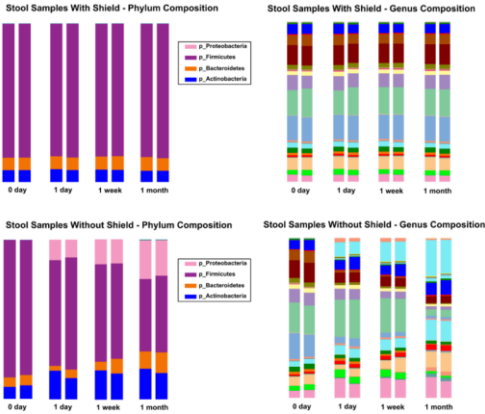 Stool Samples With Shield - Phylum Composition
p_Proteobacteria
p_Firmicutes
p_Bacteroidetes
p_Actinobacteria
0 day 1 day 1 week 1 month
Stool Samples With Shield - Genus Composition
0 day 1 day 1 week 1 month
Stool Samples Without Shield - Phylum Composition
p_Proteobacteria
p_Firmicutes
p_Bacteroidetes
p_Actinobacteria
0 day 1 day 1 week 1 month
Stool Samples Without Shield - Genus Composition
0 day 1 day 1 week 1 month